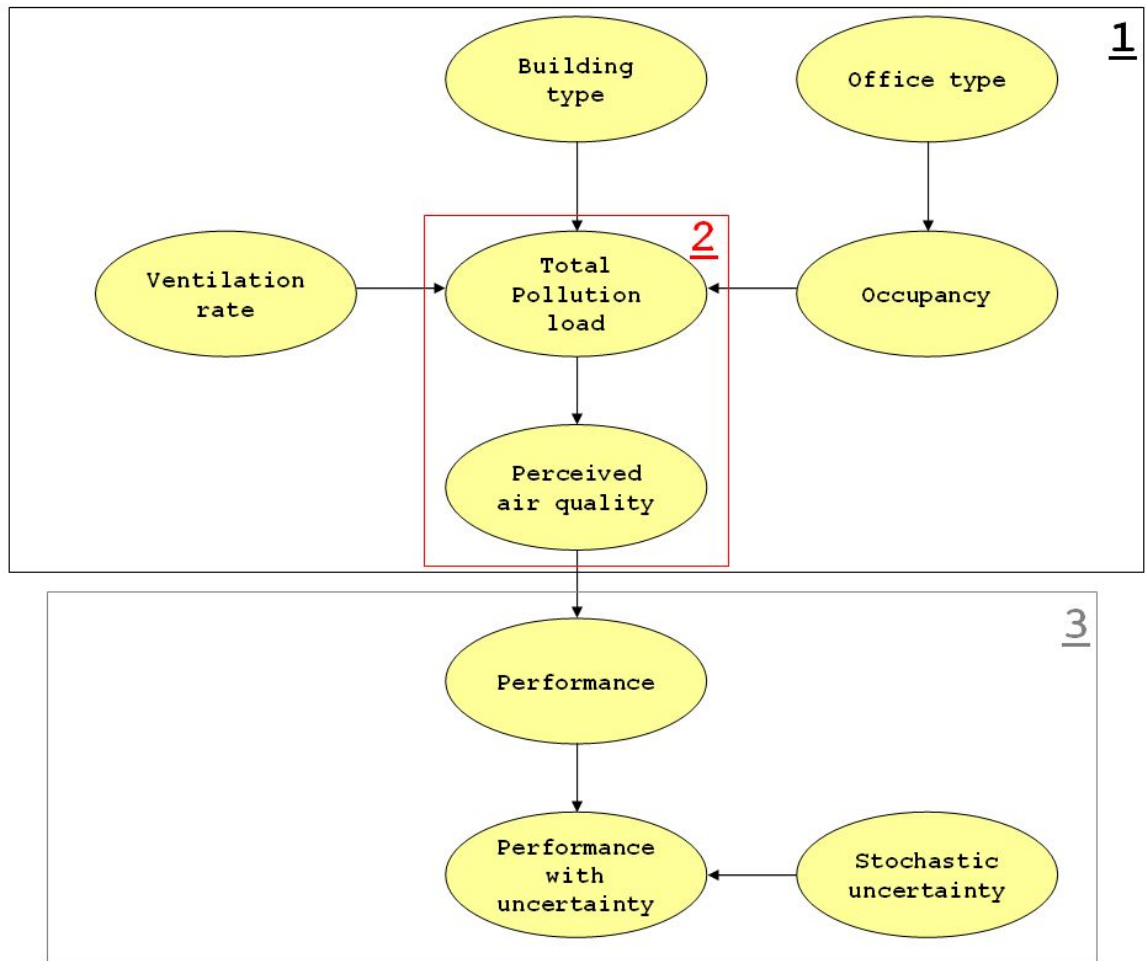 1
Building
type
Office type
2
Ventilation
rate
Total
Pollution
load
Occupancy
Perceived
air quality
3
Performance
Performance
with
uncertainty
Stochastic
uncertainty